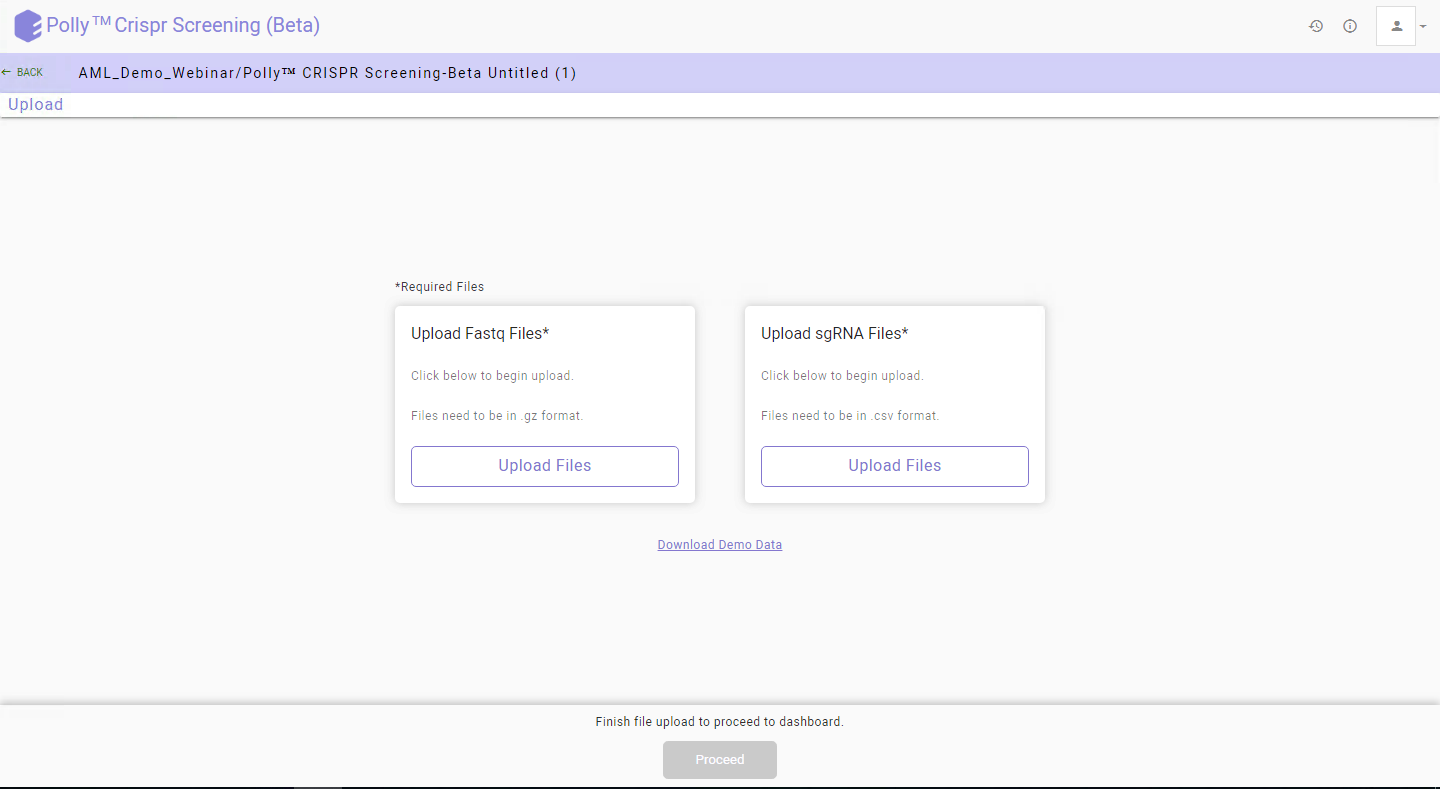 Polly™ Crispr Screening (Beta)
← BACK
AML_Demo_Webinar/Polly™ CRISPR Screening-Beta Untitled (1)
Upload
*Required Files
Upload Fastq Files*
Click below to begin upload.
Files need to be in .gz format.
Upload Files
Upload sgRNA Files*
Click below to begin upload.
Files need to be in .csv format.
Upload Files
Download Demo Data
Finish file upload to proceed to dashboard.
Proceed